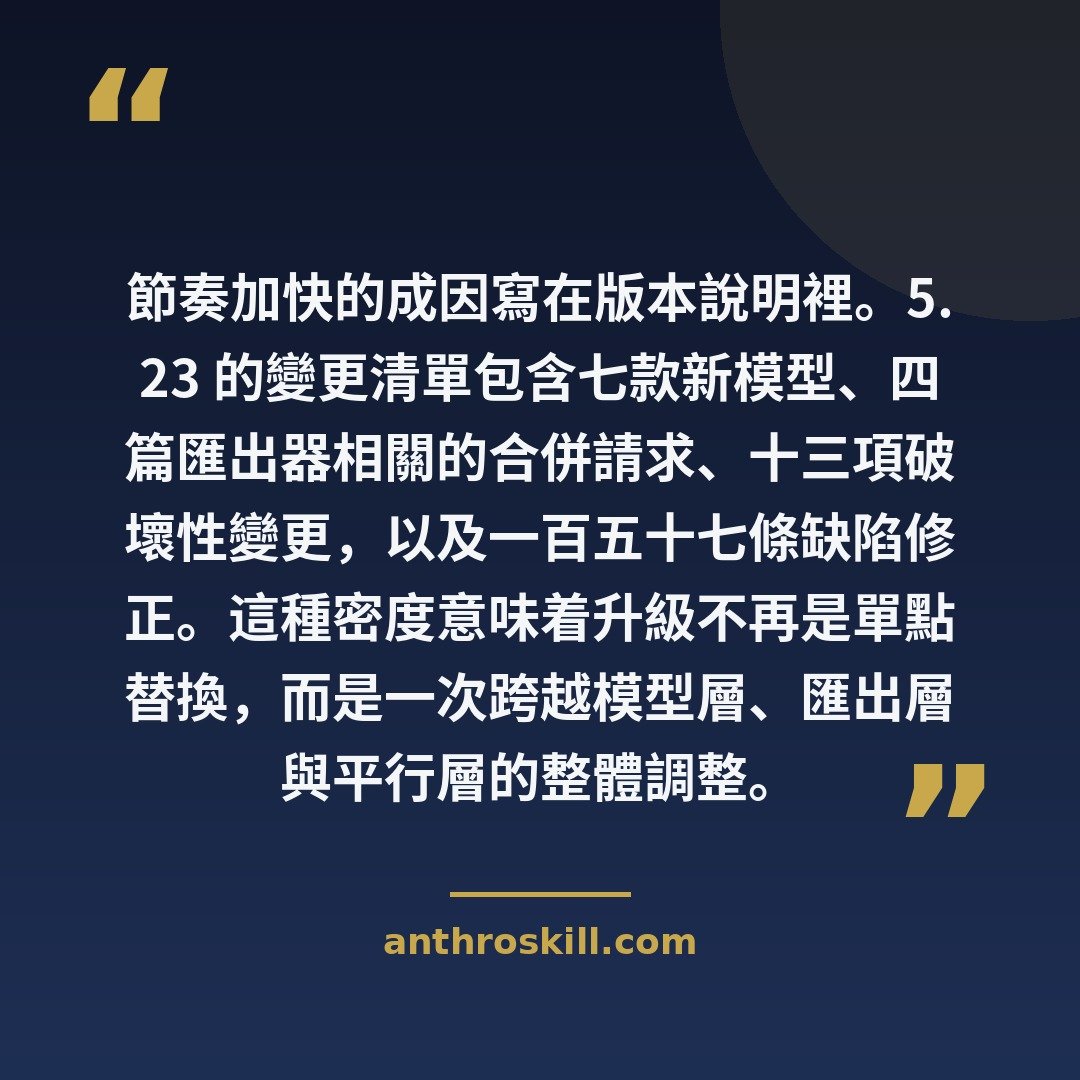 “
節奏加快的成因寫在版本說明裡。5.
23 的變更清單包含七款新模型、四
篇匯出器相關的合併請求、十三項破
壞性變更，以及一百五十七條缺陷修
正。這種密度意味着升級不再是單點
替換，而是一次跨越模型層、匯出層
與平行層的整體調整。
”
anthroskill.com